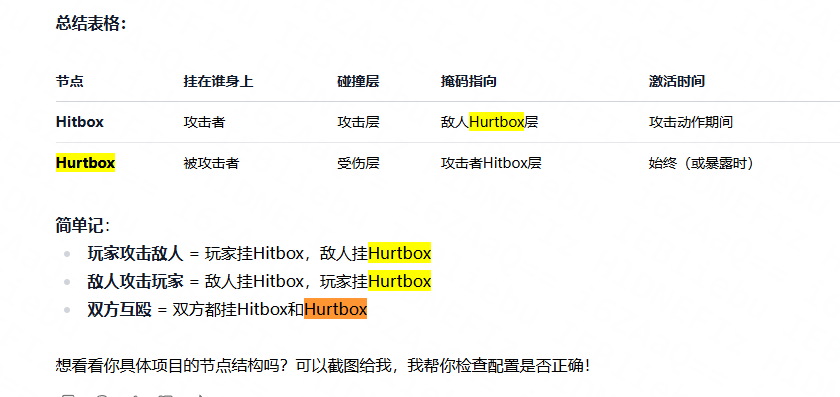 总结表格：
节点 挂在谁身上 碰撞层 掩码指向 激活时间
Hitbox 攻击者 攻击层 敌人Hurtbox层 攻击动作期间
Hurtbox 被攻击者 受伤层 攻击者Hitbox层 始终（或暴露时）
简单记：
玩家攻击敌人 = 玩家挂Hitbox，敌人挂Hurtbox
敌人攻击玩家 = 敌人挂Hitbox，玩家挂Hurtbox
双方互殴 = 双方都挂Hitbox和Hurtbox
想看看你具体项目的节点结构吗？可以截图给我，我帮你检查配置是否正确！